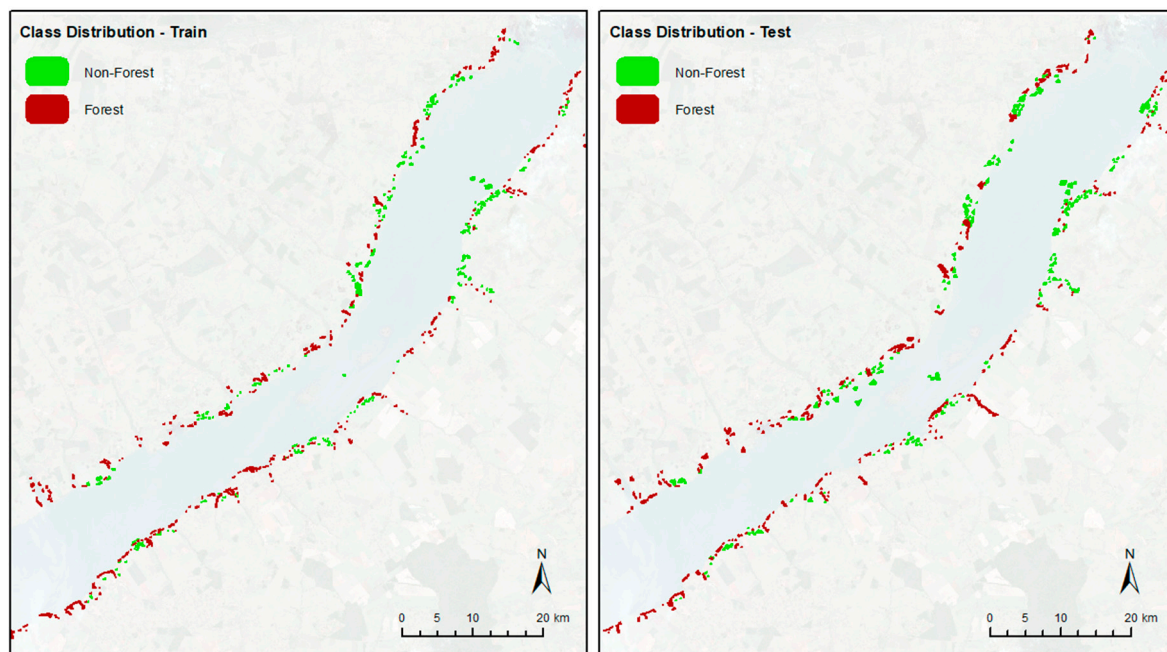 Class Distribution - Train
Non-Forest
Forest
N
0 5 10 20 km
Class Distribution - Test
Non-Forest
Forest
N
0 5 10 20 km